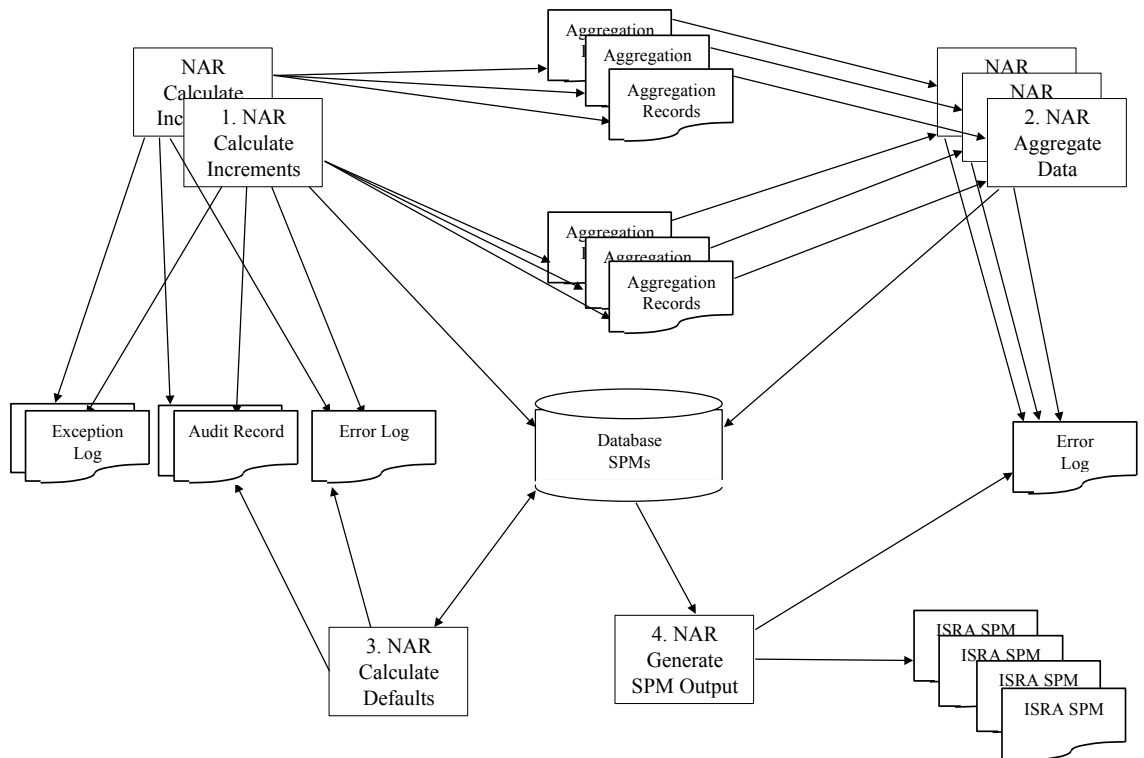 Aggregation
Aggregation
Aggregation
Records
NAR
Calculate
Inc
1. NAR
Calculate
Increments
NAR
NAR
2. NAR
Aggregate
Data
Aggregation
Aggregation
Aggregation
Records
Exception
Log
Audit Record
Error Log
Database
SPMs
Error
Log
3. NAR
Calculate
Defaults
4. NAR
Generate
SPM Output
ISRA SPM
ISRA SPM
ISRA SPM
ISRA SPM